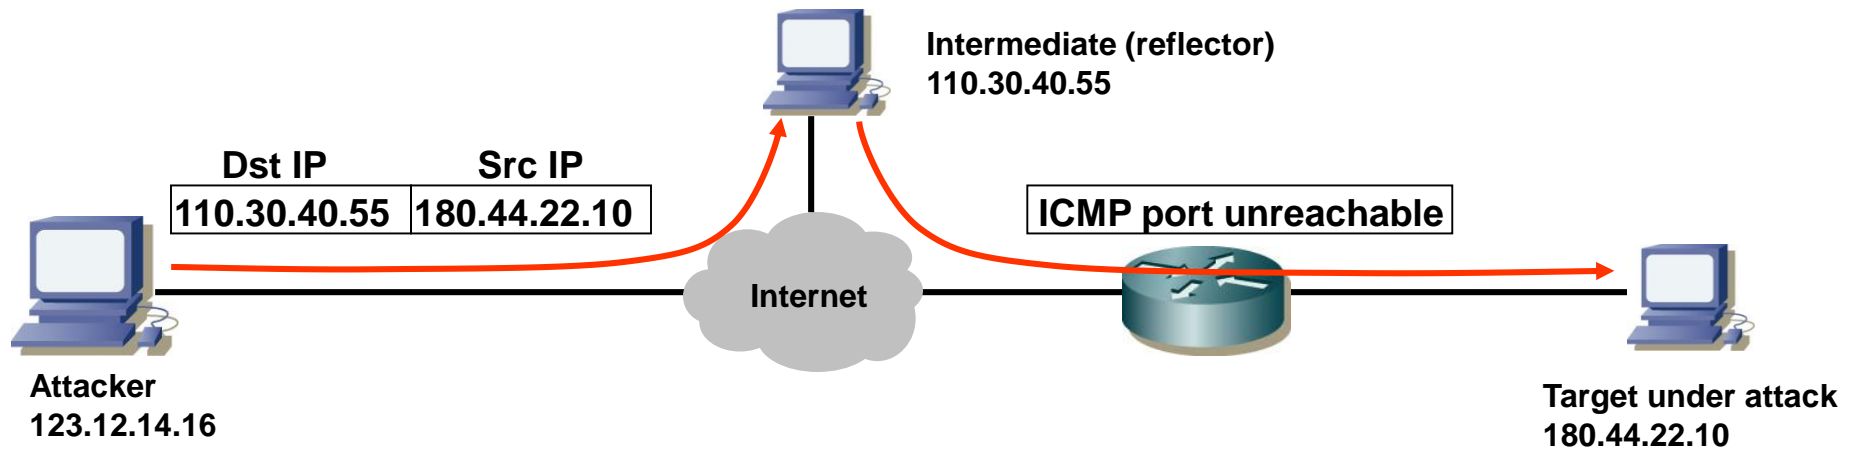 Intermediate (reflector)
110.30.40.55
Dst IP Src IP
110.30.40.55 180.44.22.10
ICMP port unreachable
Internet
Attacker
123.12.14.16
Target under attack
180.44.22.10